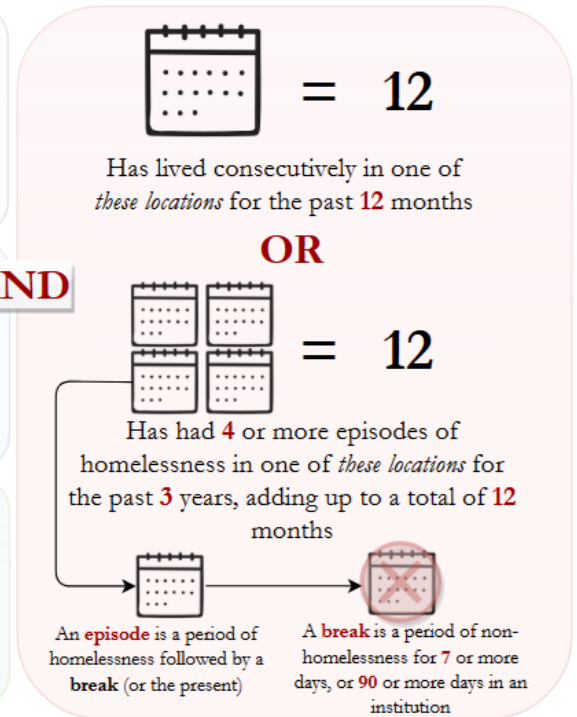 = 12
Has lived consecutively in one of
these locations for the past 12 months
OR
ND
= 12
Has had 4 or more episodes of
homelessness in one of these locations for
the past 3 years, adding up to a total of 12
months
An episode is a period of
homelessness followed by a
break (or the present)
A break is a period of non-
homelessness for 7 or more
days, or 90 or more days in an
institution